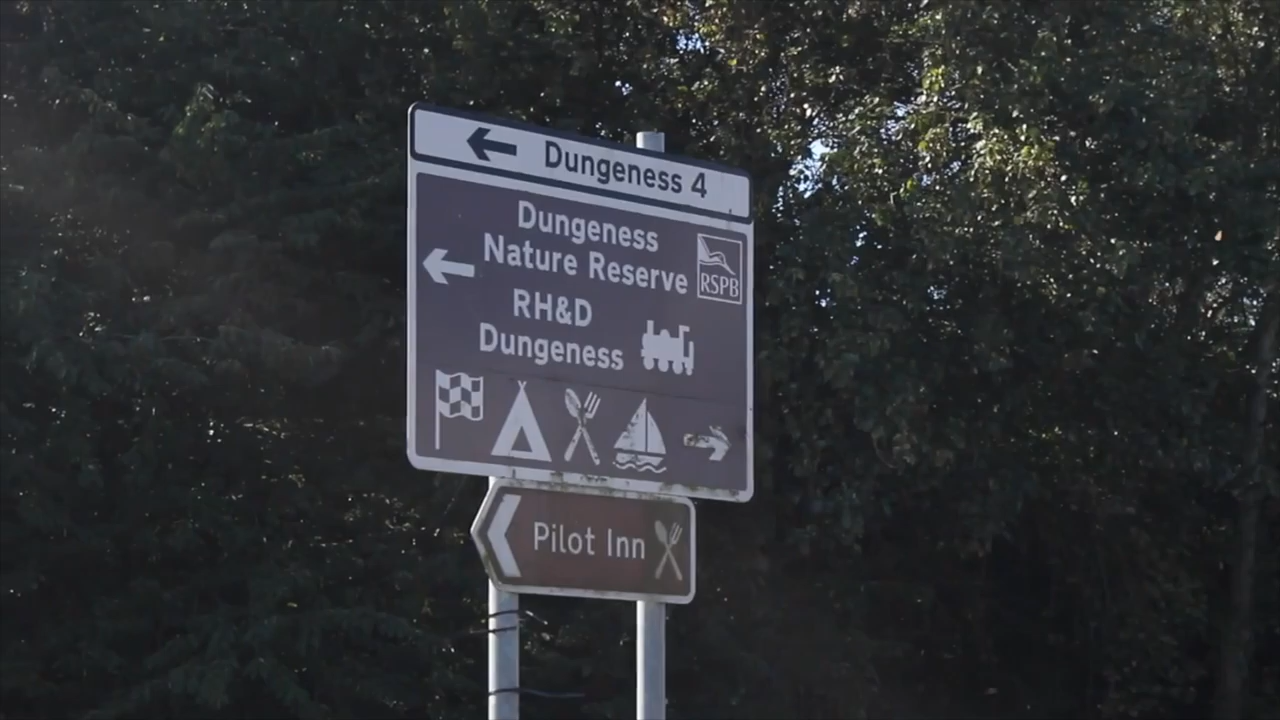 Dungeness 4
Dungeness
Nature Reserve
RSPB
RH&D
Dungeness
Pilot Inn